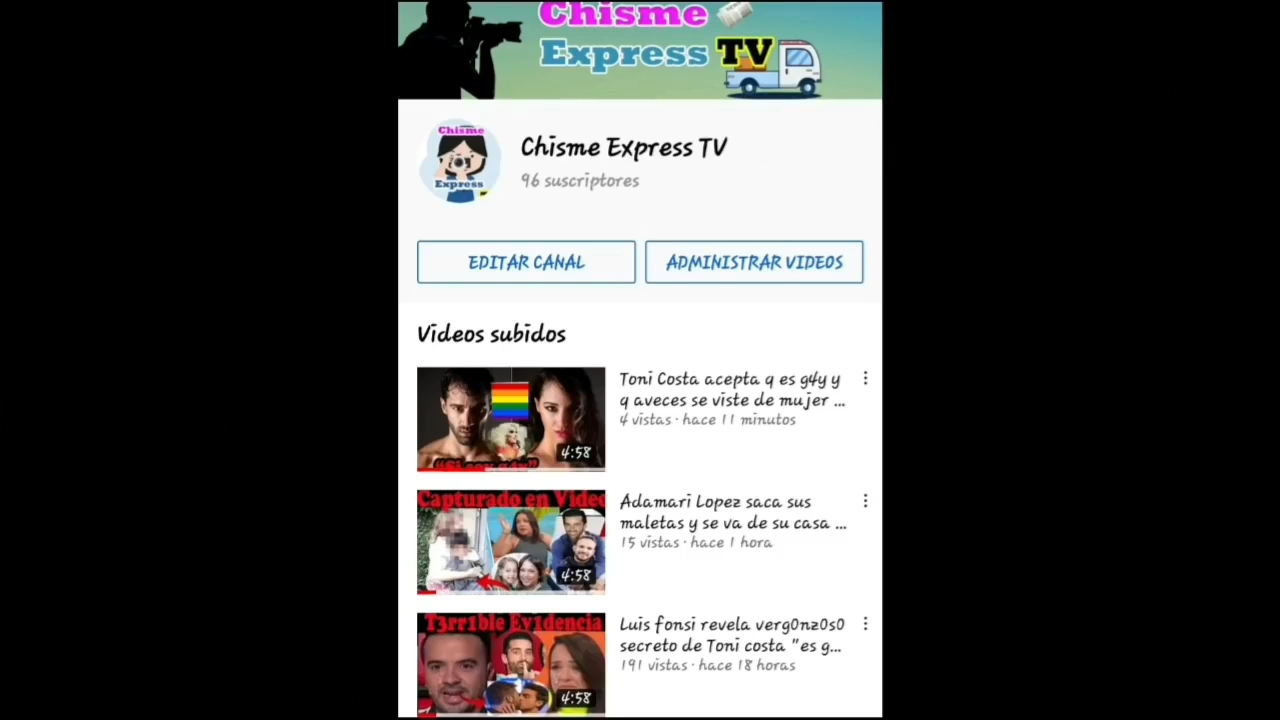 Chisme
Express TV
Chisme
Express
Chisme Express TV
96 suscriptores
EDITAR CANAL
ADMINISTRAR VIDEOS
Videos subidos
Toni Costa acepta q es g4y y
q aveces se viste de mujer ...
4 vistas · hace 11 minutos
"Si soy g4y"
4:58
Adamari Lopez saca sus
maletas y se va de su casa ...
15 vistas · hace 1 hora
Capturado en Video
4:58
Luis fonsi revela verg0nz0s0
secreto de Toni costa "es g...
191 vistas · hace 18 horas
T3rr1ble Ev1dencia
4:58